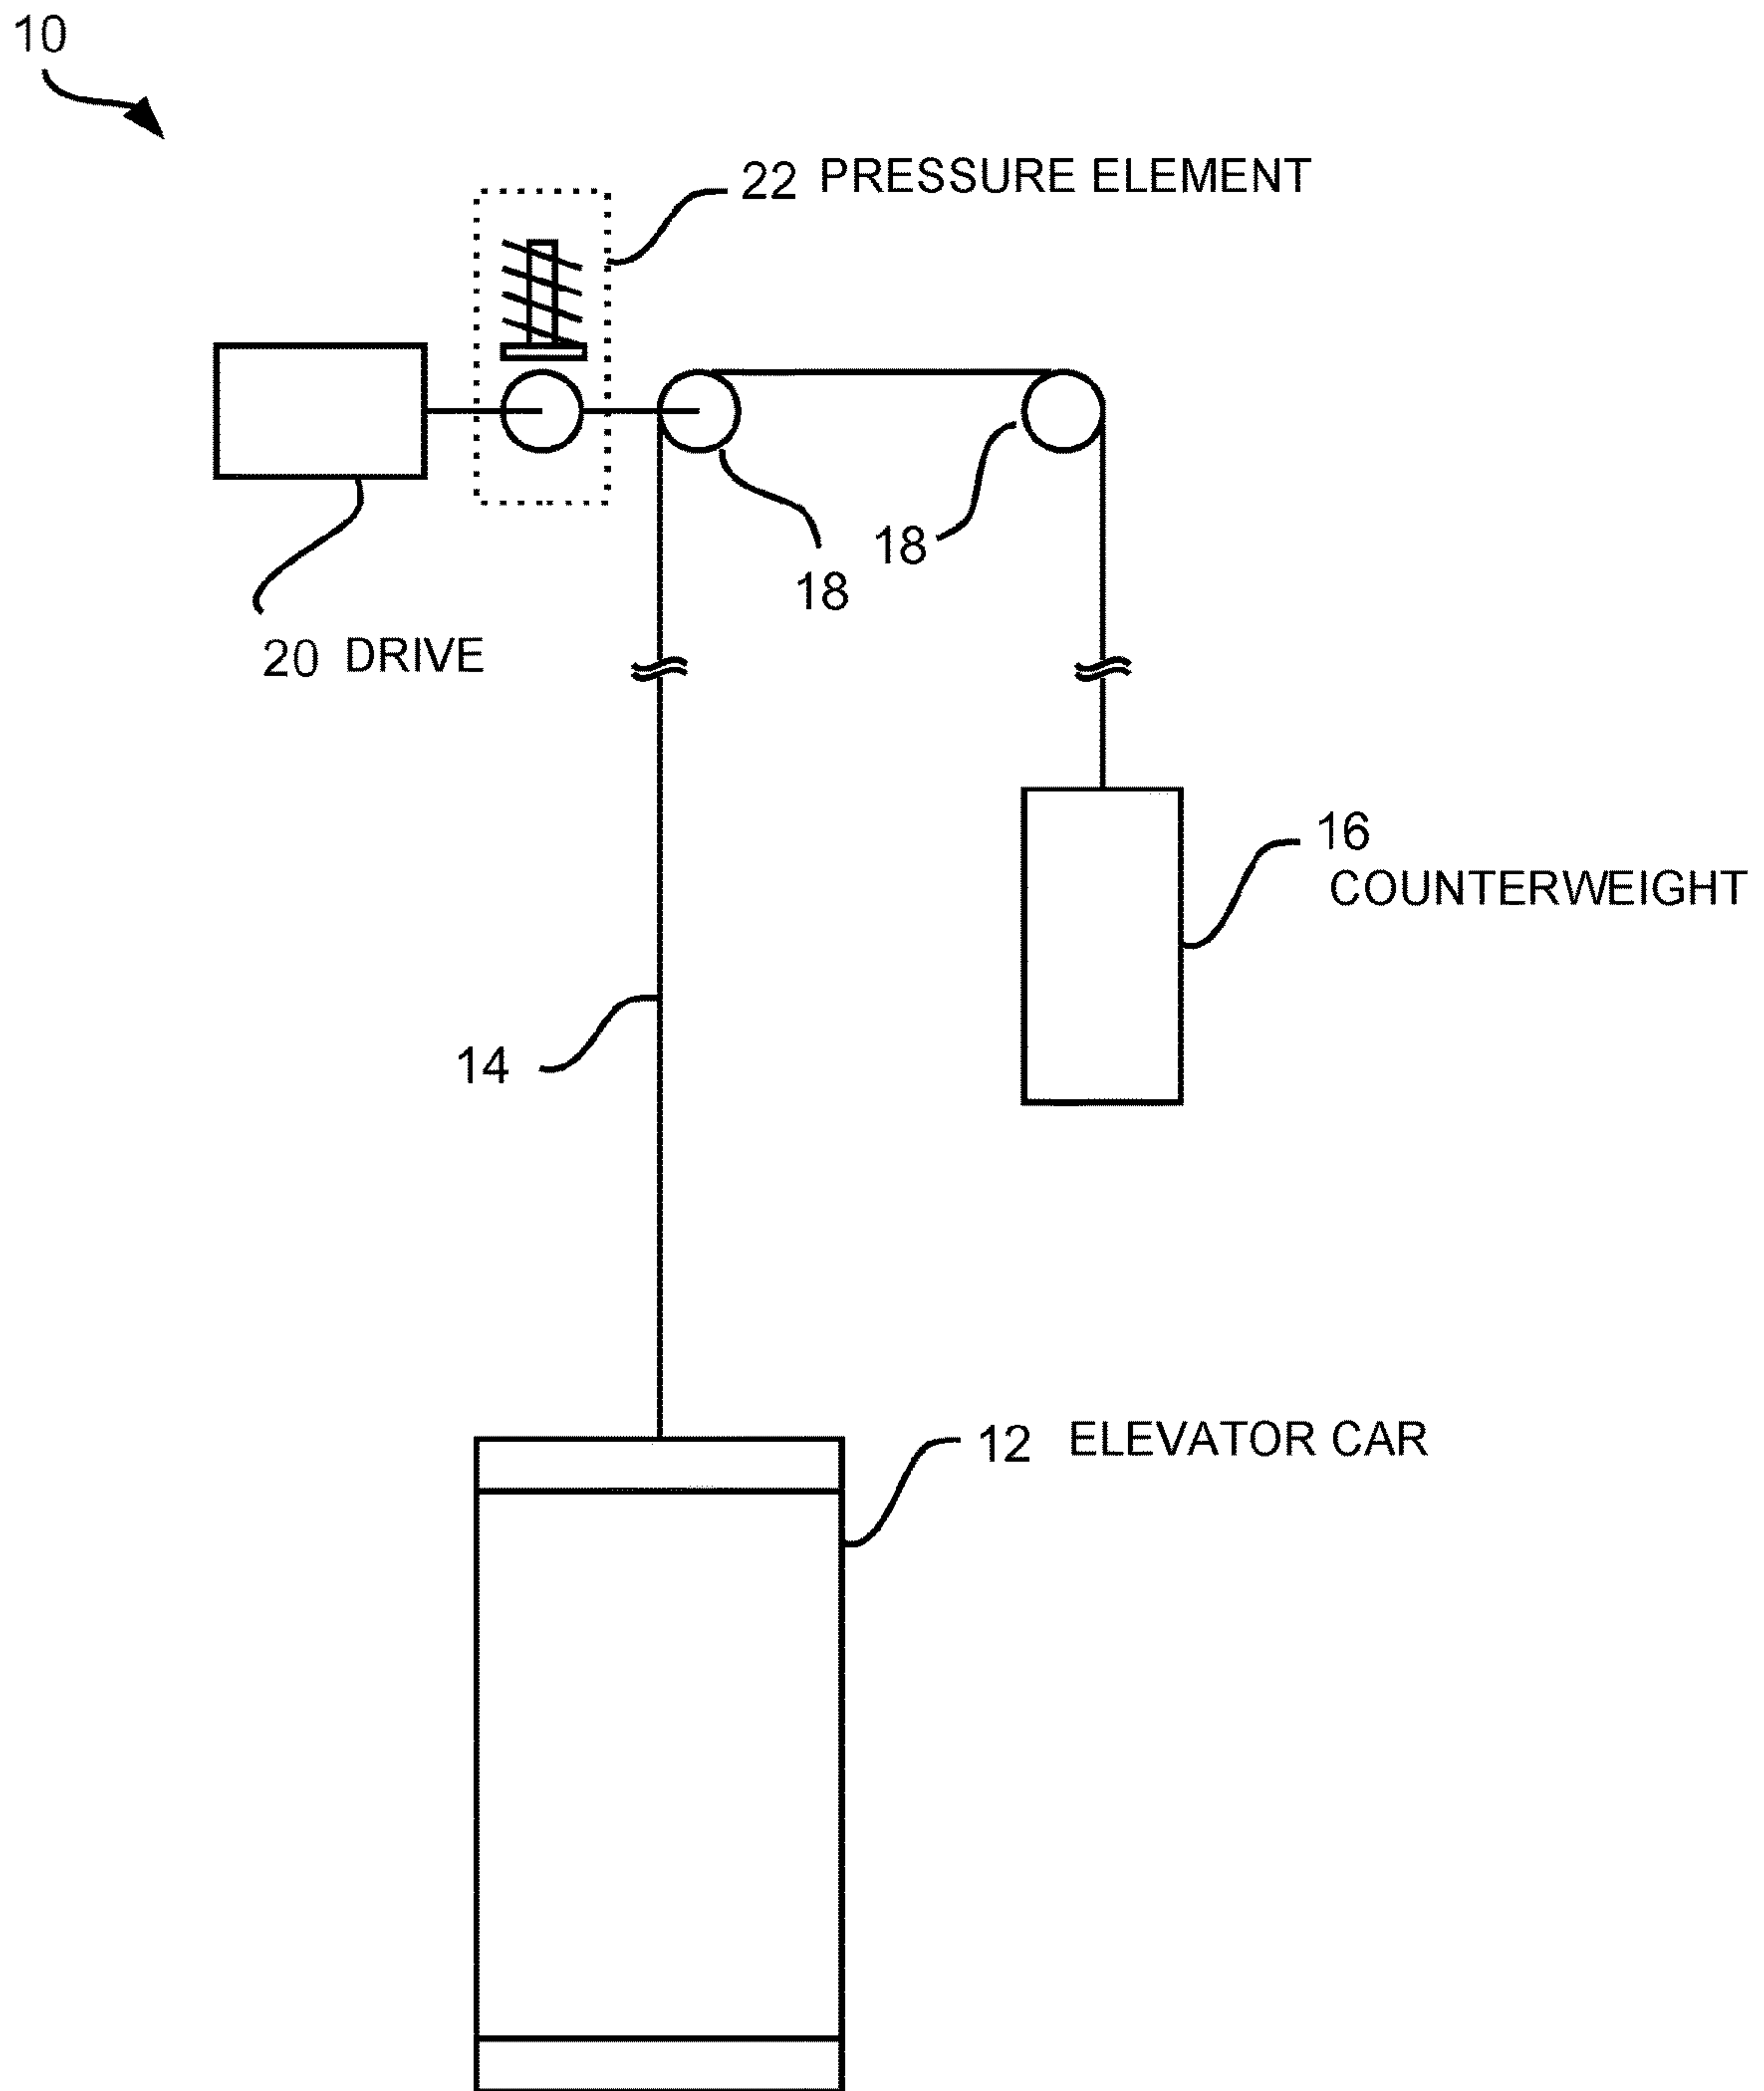 10
22 PRESSURE ELEMENT
18
18
20 DRIVE
16
COUNTERWEIGHT
14
12 ELEVATOR CAR